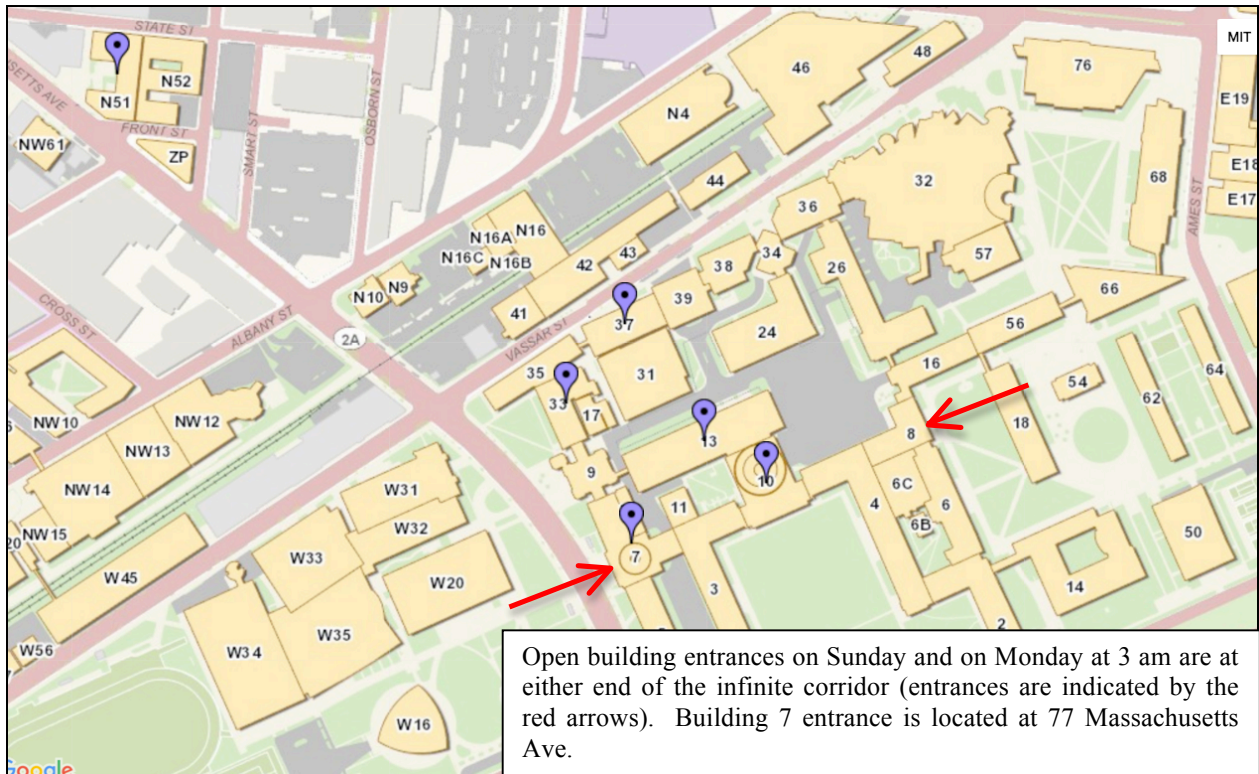 STATE ST
MIT
48
46
76
N52
N51
E19
SETTS AVE
FRONT ST
SMART ST
OSBORN ST
N4
NW61
ZP
E18
68
44
32
E17
AMES ST
36
N16
N16A
N16C
N16B
43
42
34
38
57
26
N9
N10
39
66
41
37
CROSS ST
ALBANY ST
2A
VASSAR ST
24
56
35
31
16
54
64
33
17
62
NW10
NW12
18
8
13
NW13
9
10
6C
W31
NW14
11
4
6
6B
W32
50
NW15
20
7
W33
W20
W45
3
14
2
W35
W56
W34
W16
Open building entrances on Sunday and on Monday at 3 am are at
either end of the infinite corridor (entrances are indicated by the
red arrows). Building 7 entrance is located at 77 Massachusetts
Ave.
Google